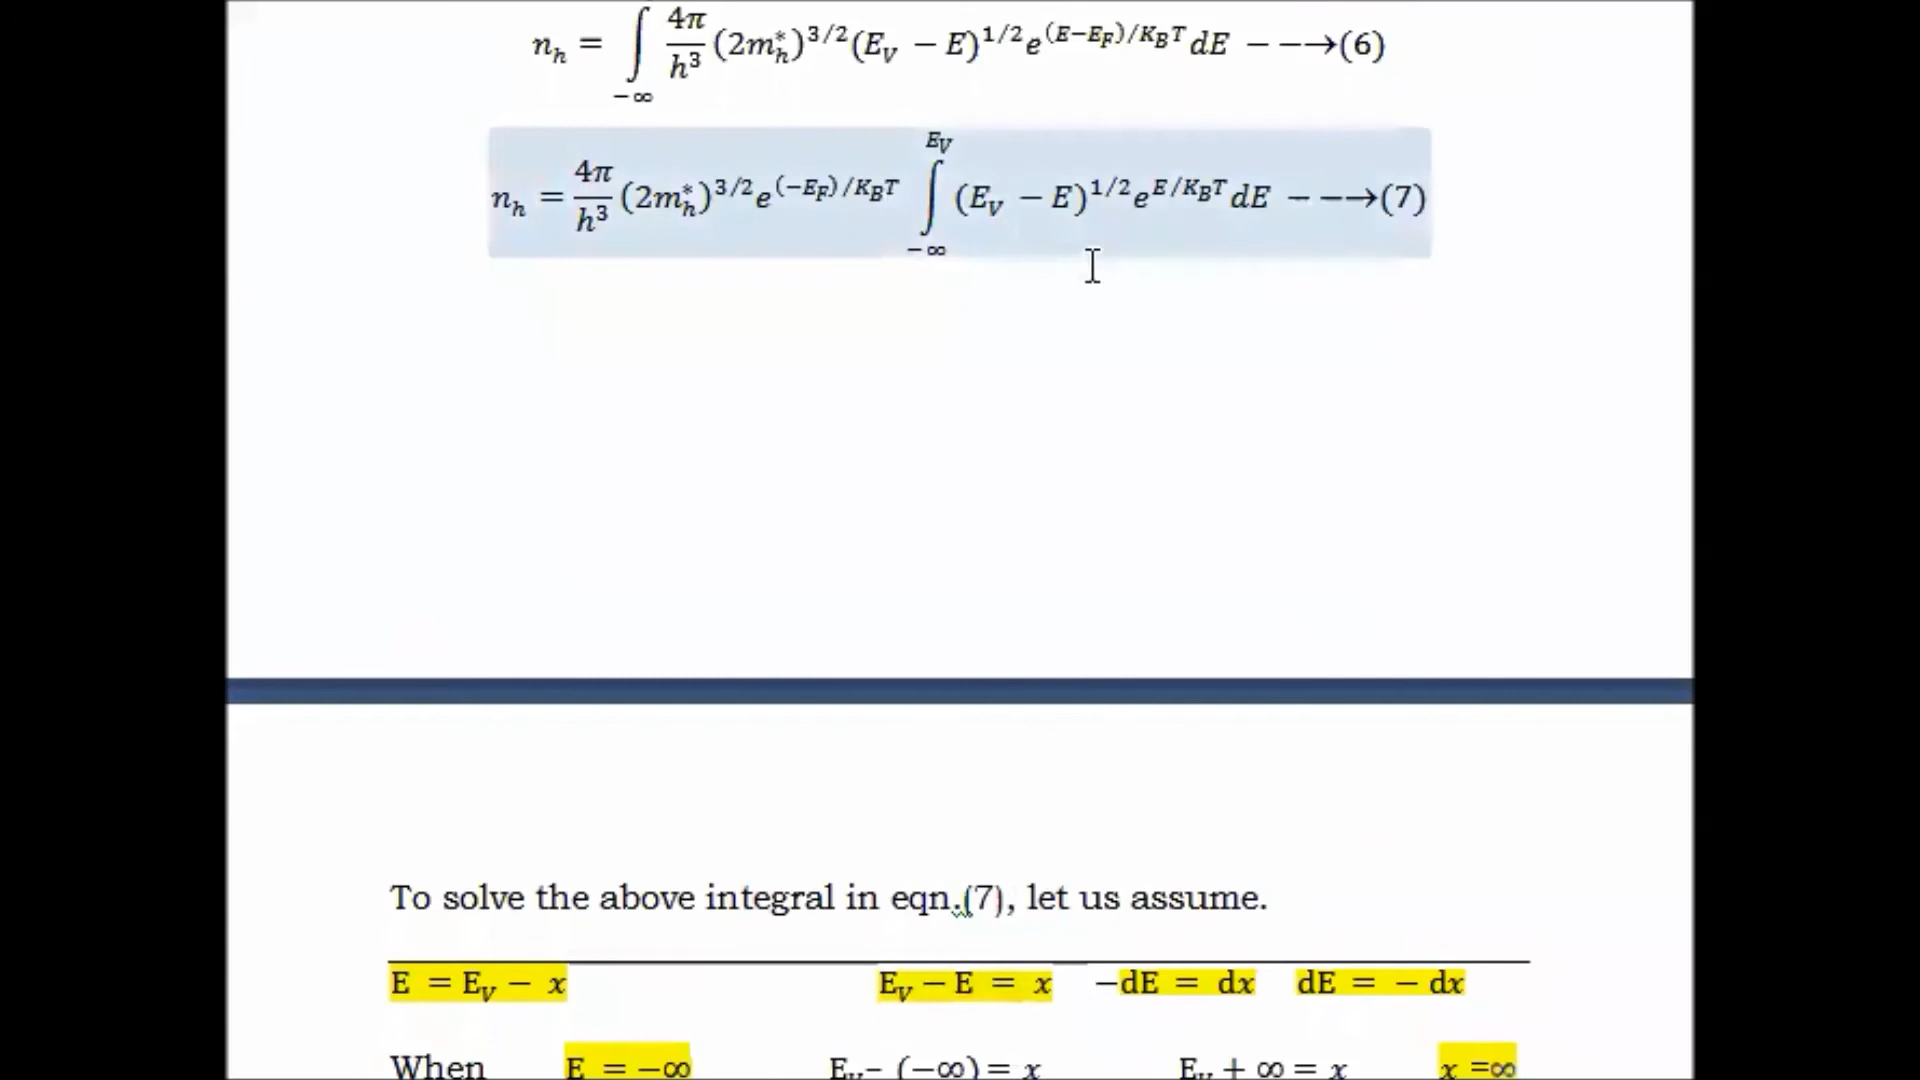 n_h = ∫_{-∞} 4π/h³ (2m_h^*)^{3/2} (E_V − E)^{1/2} e^{(E−E_F)/K_BT} dE − −→(6)
n_h = 4π/h³ (2m_h^*)^{3/2} e^{(−E_F)/K_BT} ∫_{-∞}^{E_V} (E_V − E)^{1/2} e^{E/K_BT} dE − −→(7)
To solve the above integral in eqn.(7), let us assume.
E = E_V − x E_V − E = x −dE = dx dE = − dx
When E = −∞ E_V− (−∞) = x E_V + ∞ = x x =∞